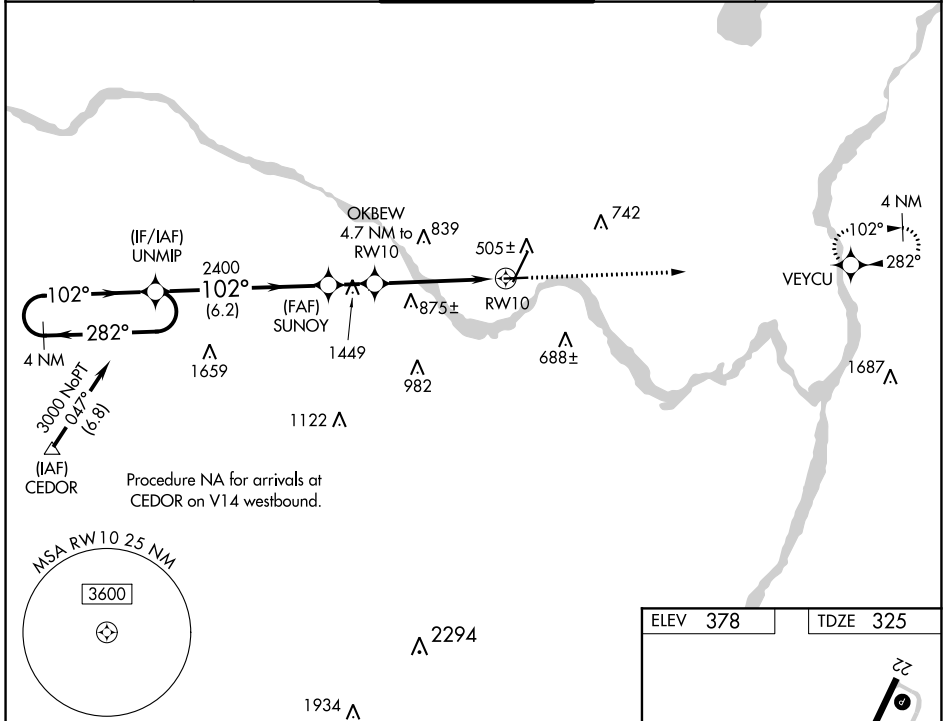 742
4 NM
102°
282°
VEYCU
OKBEW
4.7 NM to
RW10
839
505±
(IF/IAF)
UNMIP
2400
102°
(6.2)
102°
282°
4 NM
(FAF)
SUNOY
875±
RW10
1449
688±
1659
982
1687
3000 NoPT
047°
(6.8)
1122
(IAF)
CEDOR
Procedure NA for arrivals at
CEDOR on V14 westbound.
MSA RW10 25 NM
3600
2294
1934
ELEV 378
TDZE 325
22
P